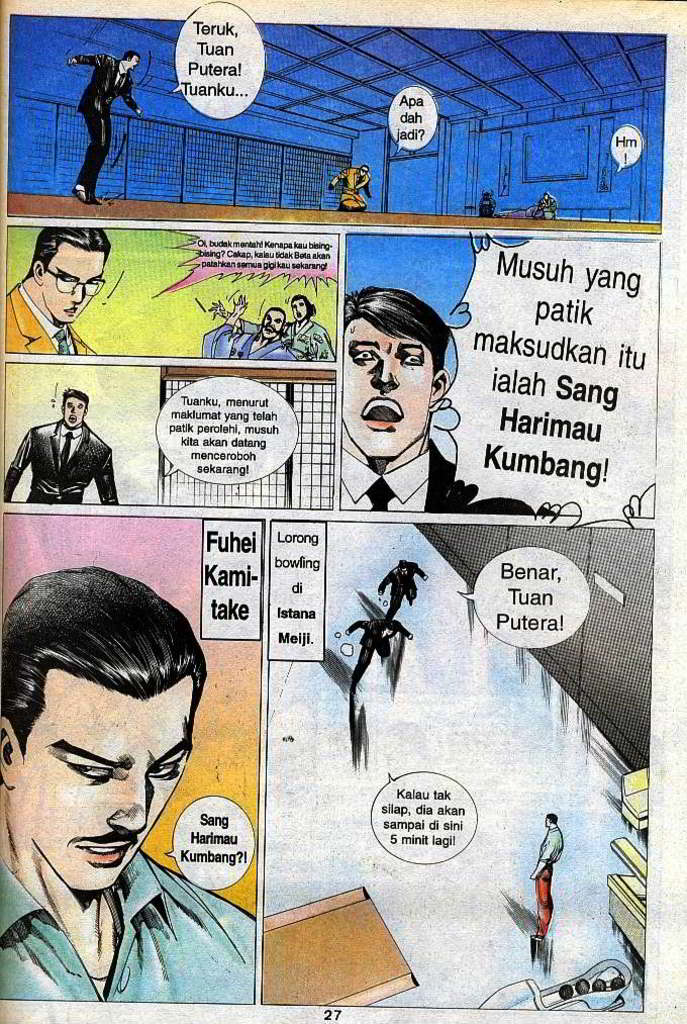 Teruk,
Tuan
Putera!
Tuanku...
Apa
dah
jadi?
Hm
!
Oi, budak mentah! Kenapa kau bising-
bising? Cakap, kalau tidak Beta akan
patahkan semua gigi kau sekarang!
Musuh yang
patik
maksudkan itu
ialah Sang
Harimau
Kumbang!
Tuanku, menurut
maklumat yang telah
patik perolehi, musuh
kita akan datang
menceroboh
sekarang!
Fuhei
Kami-
take
Sang
Harimau
Kumbang?!
Lorong
bowling
di
Istana
Meiji.
Benar,
Tuan
Putera!
Kalau tak
silap, dia akan
sampai di sini
5 minit lagi!
27